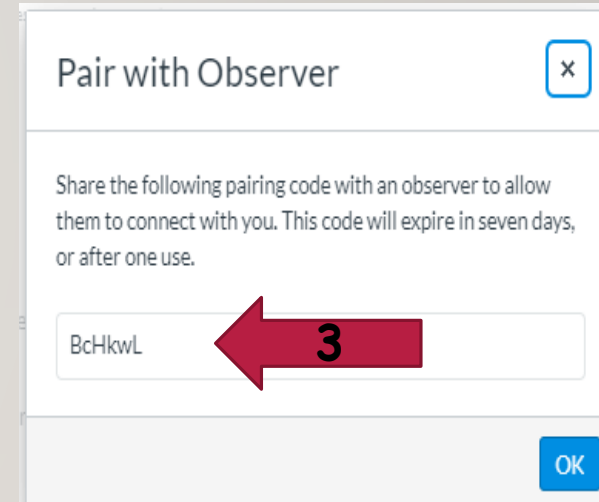 Pair with Observer
×
Share the following pairing code with an observer to allow
them to connect with you. This code will expire in seven days,
or after one use.
BcHkwL
3
OK